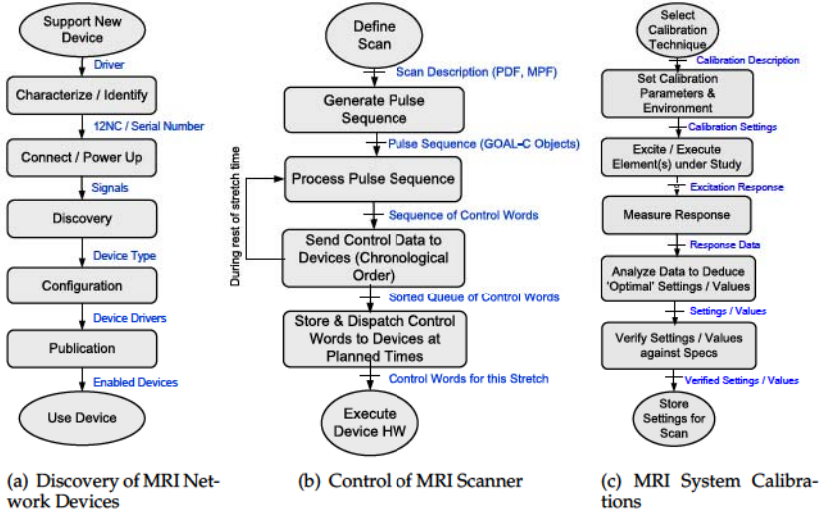 Support New
Device
Driver
Characterize / Identify
12NC / Serial Number
Connect / Power Up
Signals
Discovery
Device Type
Configuration
Device Drivers
Publication
Enabled Devices
Use Device
(a) Discovery of MRI Net-
work Devices
Define
Scan
Scan Description (PDF, MPF)
Generate Pulse
Sequence
Pulse Sequence (GOAL-C Objects)
Process Pulse Sequence
Sequence of Control Words
Send Control Data to
Devices (Chronological
Order)
During rest of stretch time
Sorted Queue of Control Words
Store & Dispatch Control
Words to Devices at
Planned Times
Control Words for this Stretch
Execute
Device HW
(b) Control of MRI Scanner
Select
Calibration
Technique
Calibration Description
Set Calibration
Parameters &
Environment
Calibration Settings
Excite / Execute
Element(s) under Study
Excitation Response
Measure Response
Response Data
Analyze Data to Deduce
'Optimal' Settings / Values
Settings / Values
Verify Settings / Values
against Specs
Verified Settings / Values
Store
Settings for
Scan
(c) MRI System Calibra-
tions